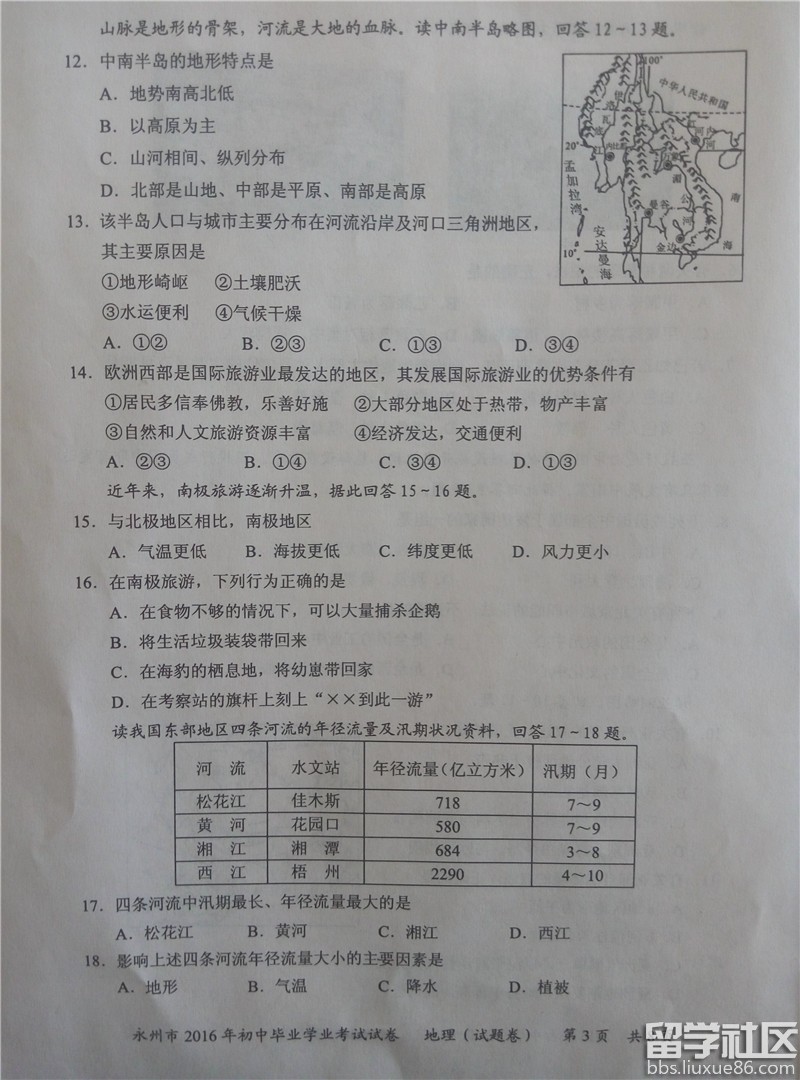 山脉是地形的骨架，河流是大地的血脉。读中南半岛略图，回答12~13题。
12．中南半岛的地形特点是
A．地势南高北低
B．以高原为主
C．山河相间、纵列分布
D．北部是山地、中部是平原、南部是高原
100°
中华人民共和国
伊
洛
瓦
底
江
20°
内比都
河内
红
河
万象
湄
公
河
孟加拉湾
曼谷
金边
安达曼海
南
海
10°
13．该半岛人口与城市主要分布在河流沿岸及河口三角洲地区，
其主要原因是
①地形崎岖 ②土壤肥沃
③水运便利 ④气候干燥
A．①② B．②③ C．①③ D．③④
14．欧洲西部是国际旅游业最发达的地区，其发展国际旅游业的优势条件有
①居民多信奉佛教，乐善好施 ②大部分地区处于热带，物产丰富
③自然和人文旅游资源丰富 ④经济发达，交通便利
A．②③ B．①④ C．③④ D．①③
近年来，南极旅游逐渐升温，据此回答15~16题。
15．与北极地区相比，南极地区
A．气温更低 B．海拔更低 C．纬度更低 D．风力更小
16．在南极旅游，下列行为正确的是
A．在食物不够的情况下，可以大量捕杀企鹅
B．将生活垃圾装袋带回来
C．在海豹的栖息地，将幼崽带回家
D．在考察站的旗杆上刻上“××到此一游”
读我国东部地区四条河流的年径流量及汛期状况资料，回答17~18题。
河 流 水文站 年径流量（亿立方米） 汛期（月）
松花江 佳木斯 718 7～9
黄 河 花园口 580 7～9
湘 江 湘 潭 684 3～8
西 江 梧 州 2290 4～10
17．四条河流中汛期最长、年径流量最大的是
A．松花江 B．黄河 C．湘江 D．西江
18．影响上述四条河流年径流量大小的主要因素是
A．地形 B．气温 C．降水 D．植被
永州市2016年初中毕业学业考试试卷 地理（试题卷） 第3页 共
留学社区
bbs.liuxue86.com